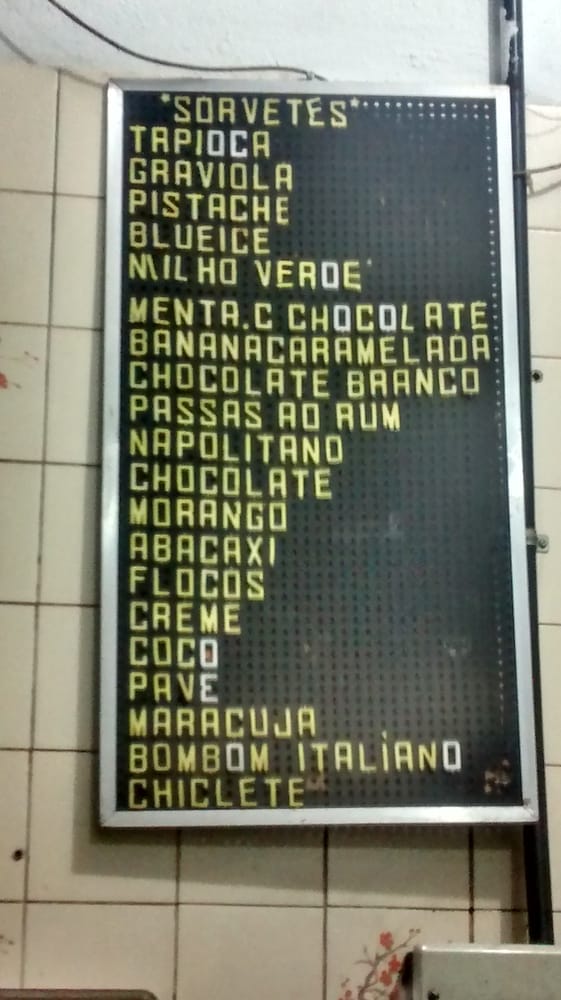 *SORVETES*
TAPIOCA
GRAVIOLA
PISTACHE
BLUEICE
MILHO VERDE
MENTA.C CHOCOLATE
BANANACARAMELADA
CHOCOLATE BRANCO
PASSAS AO RUM
NAPOLITANO
CHOCOLATE
MORANGO
ABACAXI
FLOCOS
CREME
COCO
PAVE
MARACUJA
BOMBOM ITALIANO
CHICLETE